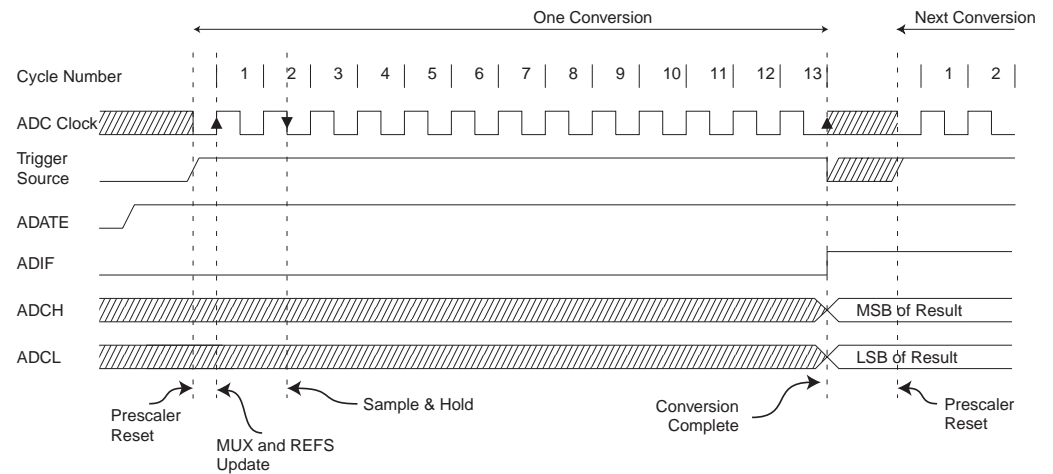 One Conversion
Next Conversion
Cycle Number 1 2 3 4 5 6 7 8 9 10 11 12 13 1 2
ADC Clock
Trigger
Source
ADATE
ADIF
ADCH
MSB of Result
ADCL
LSB of Result
Prescaler
Reset
MUX and REFS
Update
Sample & Hold
Conversion
Complete
Prescaler
Reset